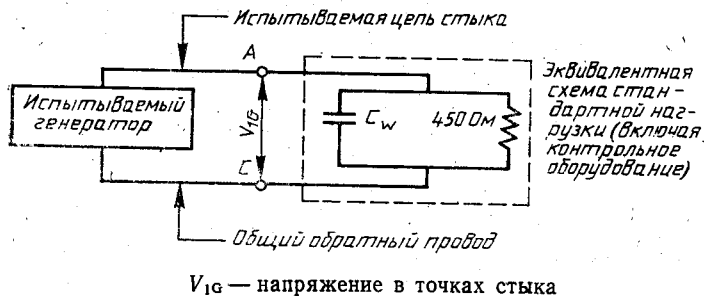 Испытываемая цепь стыка
A
Испытываемый
генератор
V1G
Cw
450 Ом
Эквивалентная
схема стан-
дартной наг-
рузки (включая
контрольное
оборудование)
C
Общий обратный провод
V1G — напряжение в точках стыка